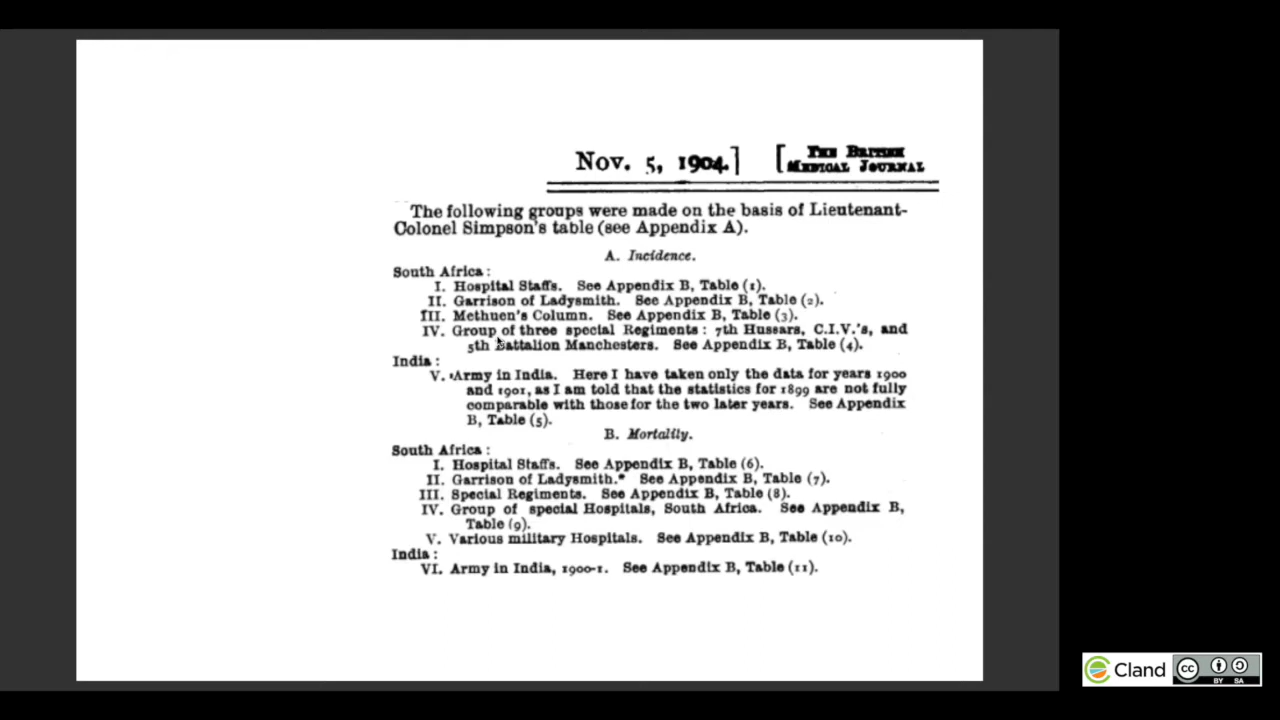 Nov. 5, 1904.] [THE BRITISH
MEDICAL JOURNAL
The following groups were made on the basis of Lieutenant-
Colonel Simpson's table (see Appendix A).
A. Incidence.
South Africa:
I. Hospital Staffs. See Appendix B, Table (1).
II. Garrison of Ladysmith. See Appendix B, Table (2).
III. Methuen's Column. See Appendix B, Table (3).
IV. Group of three special Regiments: 7th Hussars, C.I.V.'s, and
5th Battalion Manchesters. See Appendix B, Table (4).
India:
V. Army in India. Here I have taken only the data for years 1900
and 1901, as I am told that the statistics for 1899 are not fully
comparable with those for the two later years. See Appendix
B, Table (5).
B. Mortality.
South Africa:
I. Hospital Staffs. See Appendix B, Table (6).
II. Garrison of Ladysmith.* See Appendix B, Table (7).
III. Special Regiments. See Appendix B, Table (8).
IV. Group of special Hospitals, South Africa. See Appendix B,
Table (9).
V. Various military Hospitals. See Appendix B, Table (10).
India:
VI. Army in India, 1900-1. See Appendix B, Table (11).
Cland
cc
BY SA